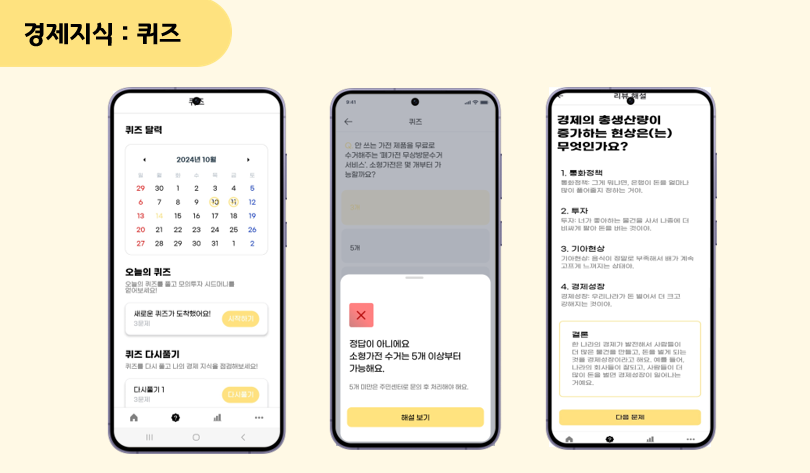 경제지식 : 퀴즈
퀴즈
퀴즈 달력
2024년 10월
일 월 화 수 목 금 토
29 30 1 2 3 4 5
6 7 8 9 10 11 12
13 14 15 16 17 18 19
20 21 22 23 24 25 26
27 28 29 30 31 1 2
오늘의 퀴즈
오늘의 퀴즈를 풀고 모의투자 시드머니를
얻어보세요!
새로운 퀴즈가 도착했어요!
3문제
시작하기
퀴즈 다시풀기
퀴즈를 다시 풀고 나의 경제 지식을 점검해보세요!
다시풀기 1
3문제
다시풀기
9:41
퀴즈
안 쓰는 가전 제품을 무료로
수거해주는 '폐가전 무상방문수거
서비스'. 소형가전은 몇 개부터 가
능할까요?
5개
정답이 아니에요
소형가전 수거는 5개 이상부터
가능해요.
5개 미만은 주민센터로 문의 후 처리해야 해요.
해설 보기
리뷰 해설
경제의 총생산량이
증가하는 현상은(는)
무엇인가요?
1. 통화정책
통화정책: 그게 뭐냐면, 은행이 돈을 얼마나
많이 풀어줄지 정하는 거야.
2. 투자
투자: 너가 좋아하는 물건을 사서 나중에 더
비싸게 팔아 돈을 버는 것이야.
3. 기아현상
기아현상: 음식이 정말로 부족해서 배가 계속
고프게 느껴지는 상태야.
4. 경제성장
경제성장: 우리나라가 돈 벌어서 더 크고
강해지는 것이야.
결론
한 나라의 경제가 발전해서 사람들이
더 많은 물건을 만들고, 돈을 벌게 되는
것을 경제성장이라고 해요. 예를 들어,
나라의 회사들이 잘되고, 사람들이 더
많이 돈을 벌면 경제성장이 일어나는
거예요.
다음 문제